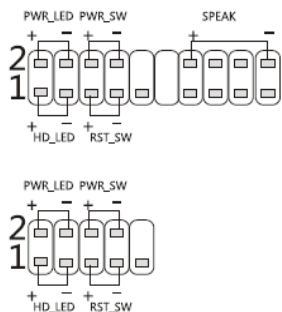 PWR_LED PWR_SW SPEAK
+ − + − + −
2
1
+ − + −
HD_LED RST_SW
PWR_LED PWR_SW
+ − + −
2
1
+ − + −
HD_LED RST_SW